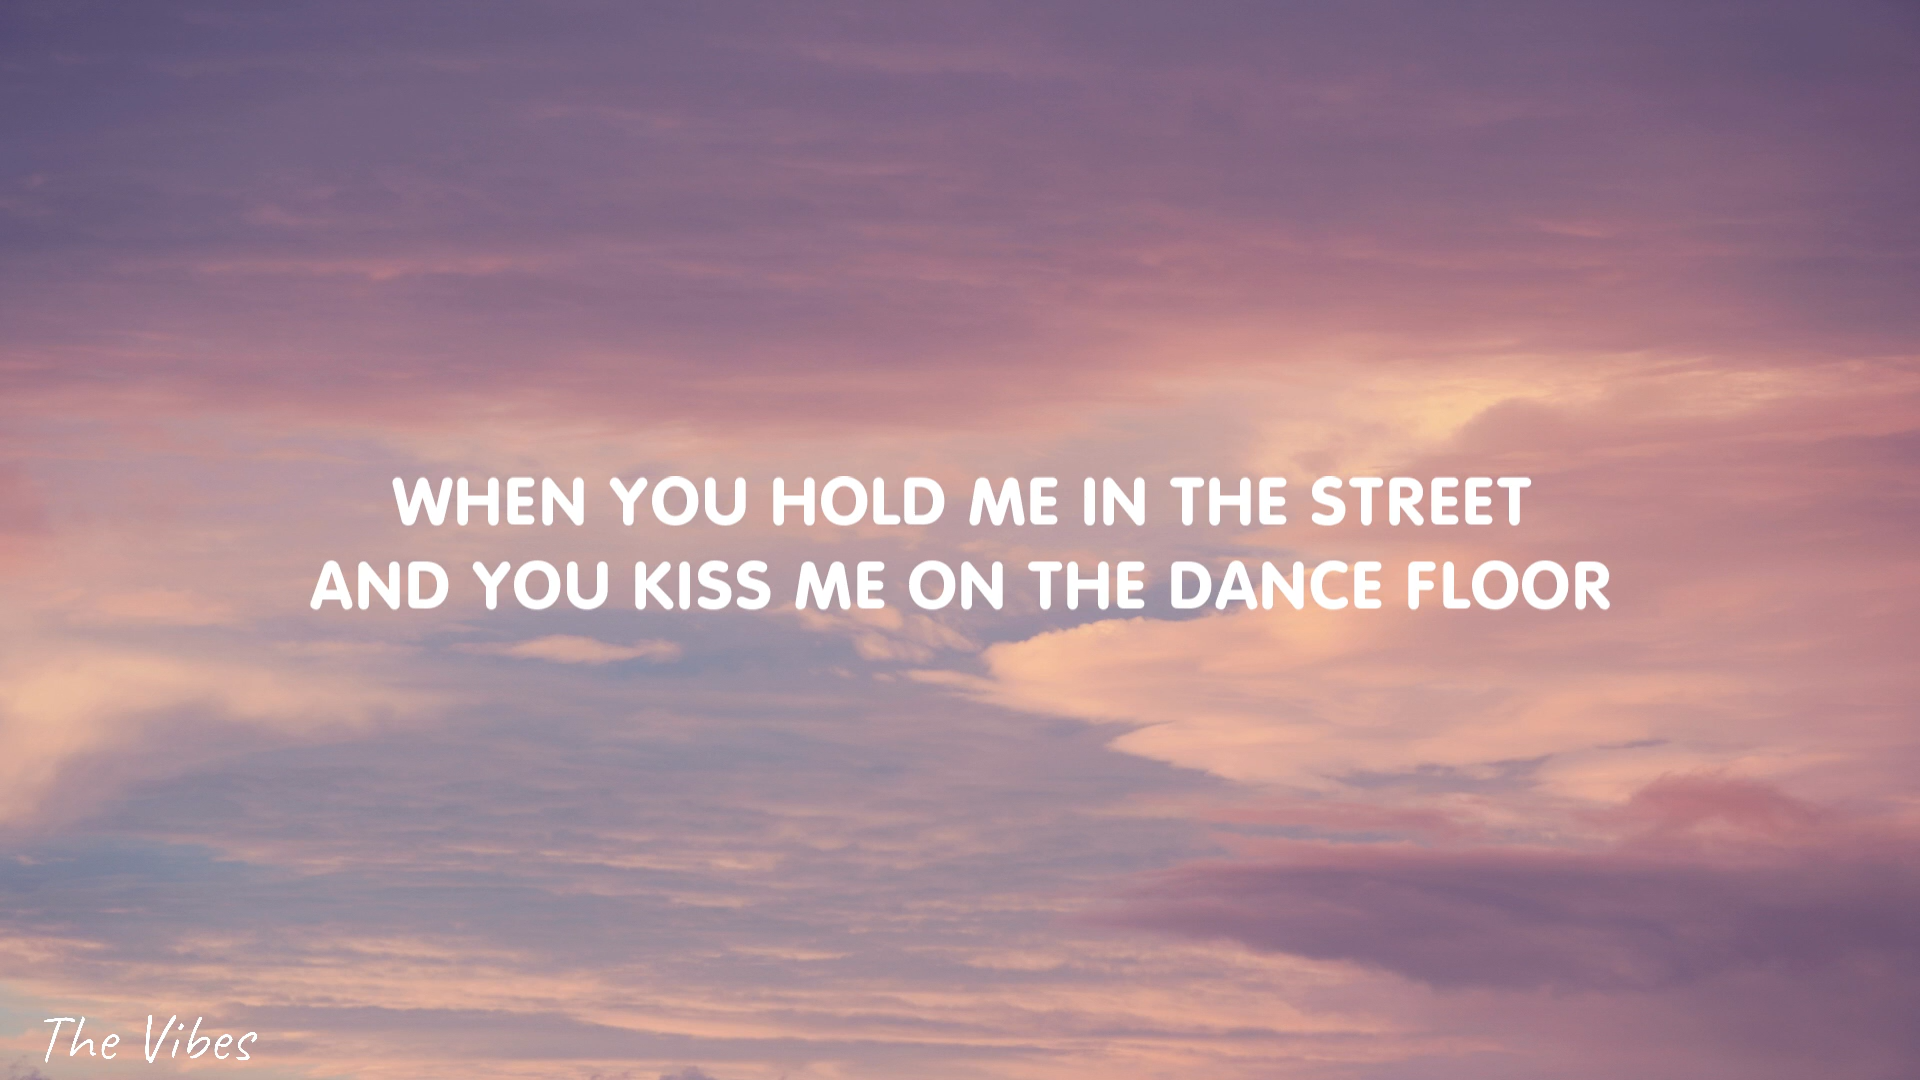 WHEN YOU HOLD ME IN THE STREET
AND YOU KISS ME ON THE DANCE FLOOR
The Vibes